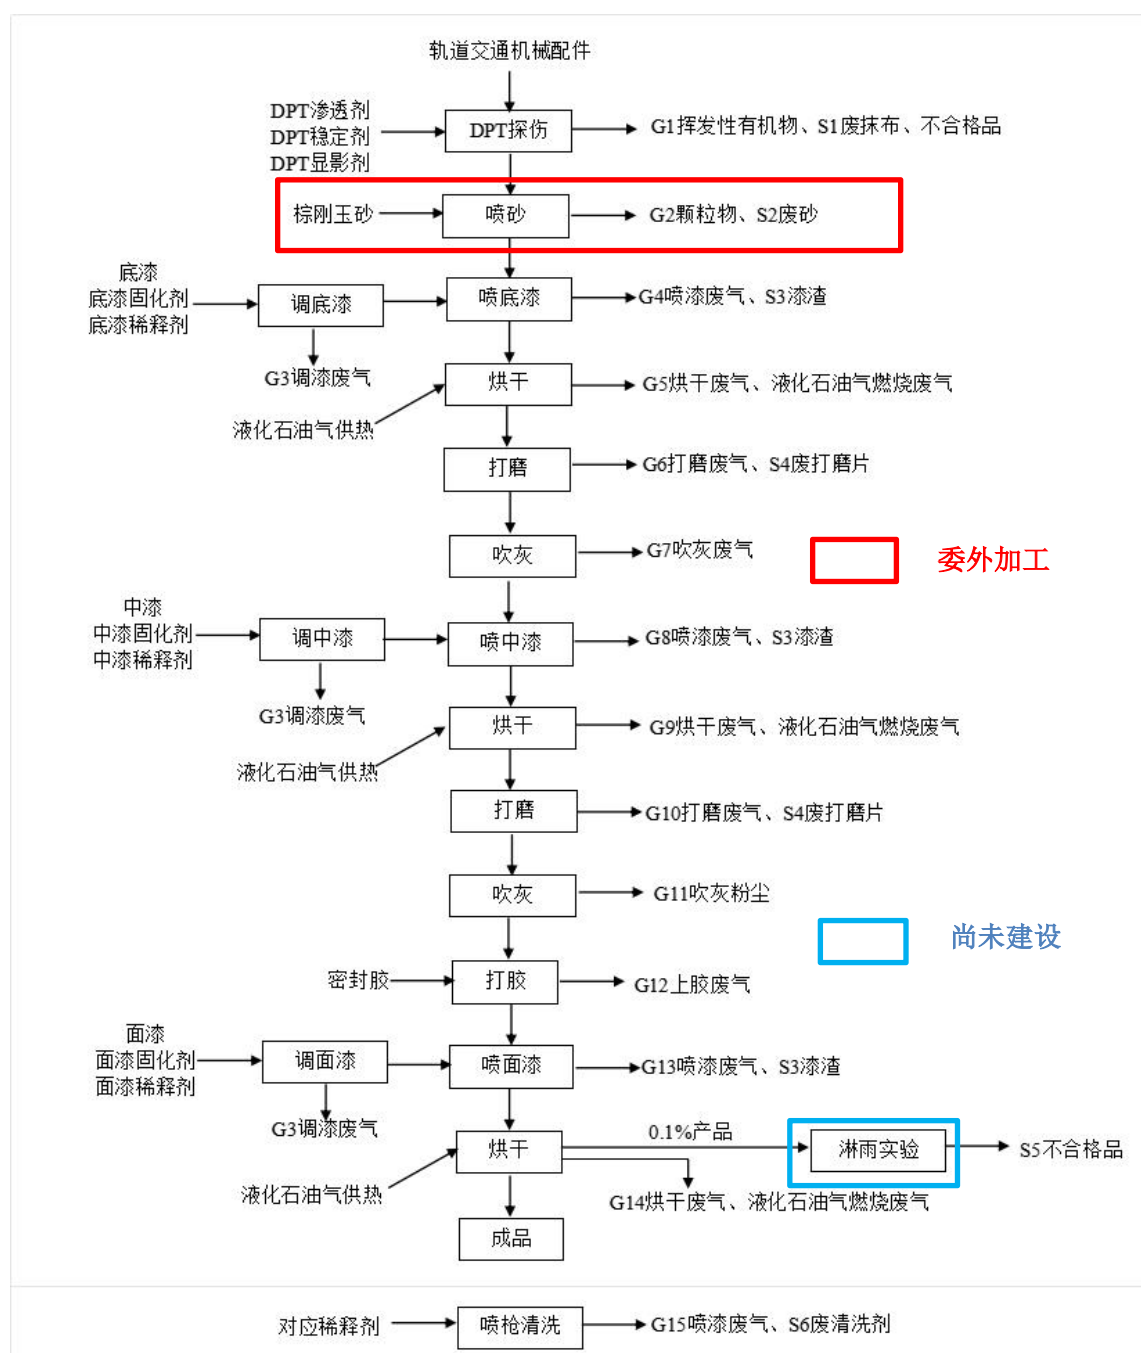 轨道交通机械配件
DPT渗透剂
DPT稳定剂
DPT显影剂
DPT探伤
G1挥发性有机物、S1废抹布、不合格品
棕刚玉砂
喷砂
G2颗粒物、S2废砂
底漆
底漆固化剂
底漆稀释剂
调底漆
喷底漆
G4喷漆废气、S3漆渣
G3调漆废气
烘干
G5烘干废气、液化石油气燃烧废气
液化石油气供热
打磨
G6打磨废气、S4废打磨片
吹灰
G7吹灰废气
委外加工
中漆
中漆固化剂
中漆稀释剂
调中漆
喷中漆
G8喷漆废气、S3漆渣
G3调漆废气
烘干
G9烘干废气、液化石油气燃烧废气
液化石油气供热
打磨
G10打磨废气、S4废打磨片
吹灰
G11吹灰粉尘
尚未建设
密封胶
打胶
G12上胶废气
面漆
面漆固化剂
面漆稀释剂
调面漆
喷面漆
G13喷漆废气、S3漆渣
G3调漆废气
烘干
0.1%产品
淋雨实验
S5不合格品
液化石油气供热
G14烘干废气、液化石油气燃烧废气
成品
对应稀释剂
喷枪清洗
G15喷漆废气、S6废清洗剂